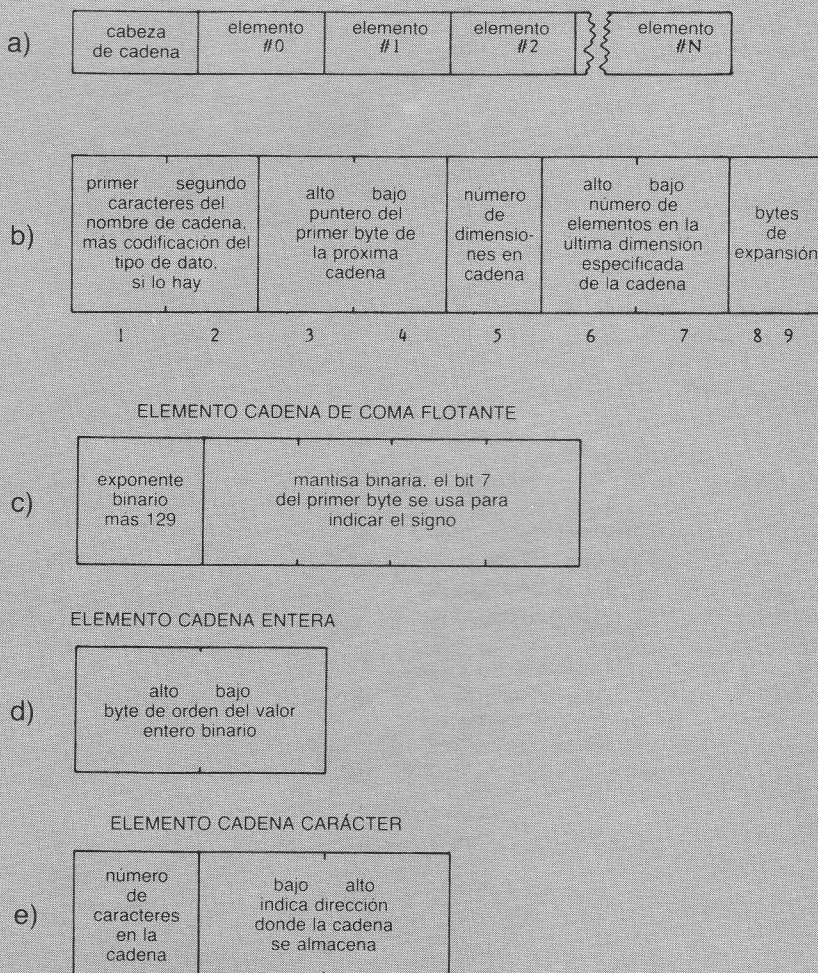 a)
cabeza
de cadena
elemento
#0
elemento
#1
elemento
#2
elemento
#N
b)
primer segundo
caracteres del
nombre de cadena,
más codificación del
tipo de dato,
si lo hay
alto bajo
puntero del
primer byte de
la próxima
cadena
numero
de
dimensio-
nes en
cadena
alto bajo
número de
elementos en la
ultima dimensión
especificada
de la cadena
bytes
de
expansión
1 2 3 4 5 6 7 8 9
ELEMENTO CADENA DE COMA FLOTANTE
c)
exponente
binario
más 129
mantisa binaria. el bit 7
del primer byte se usa para
indicar el signo
ELEMENTO CADENA ENTERA
d)
alto bajo
byte de orden del valor
entero binario
ELEMENTO CADENA CARÁCTER
e)
número
de
caracteres
en la
cadena
bajo alto
indica dirección
donde la cadena
se almacena